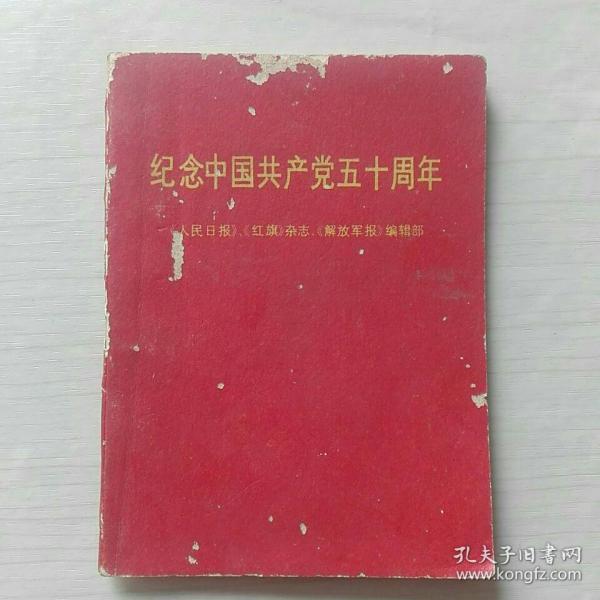 纪念中国共产党五十周年
《人民日报》、《红旗》杂志、《解放军报》编辑部
孔夫子旧书网
www.kongfz.com